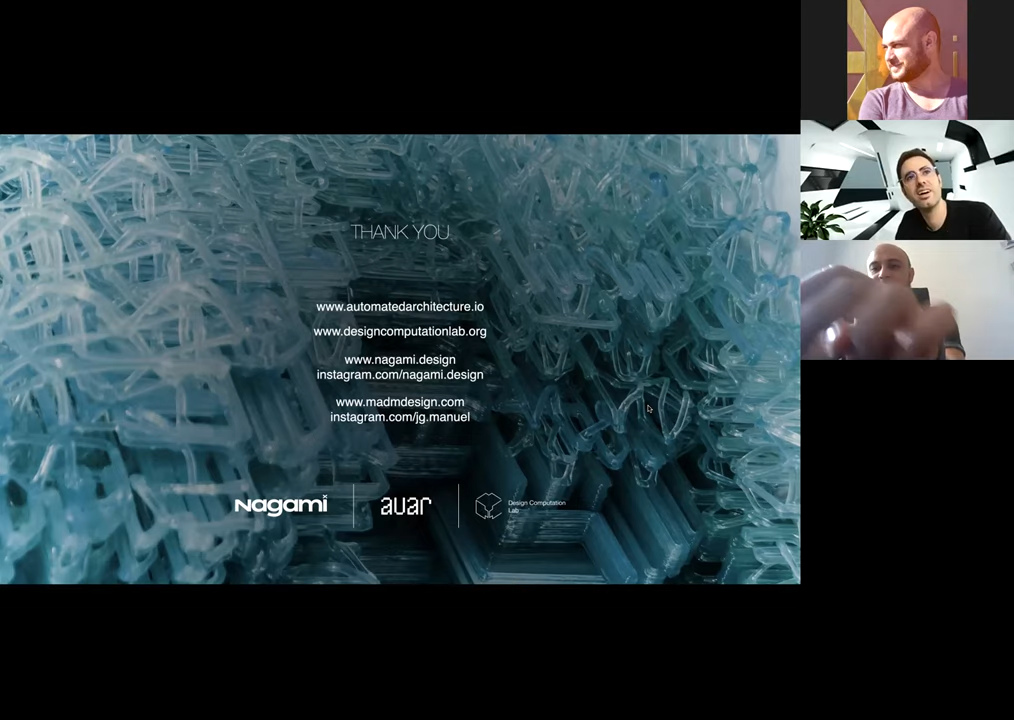 THANK YOU
www.automatedarchitecture.io
www.designcomputationlab.org
www.nagami.design
instagram.com/nagami.design
www.madmdesign.com
instagram.com/jg.manuel
Nagami
auar
Design Computation
Lab